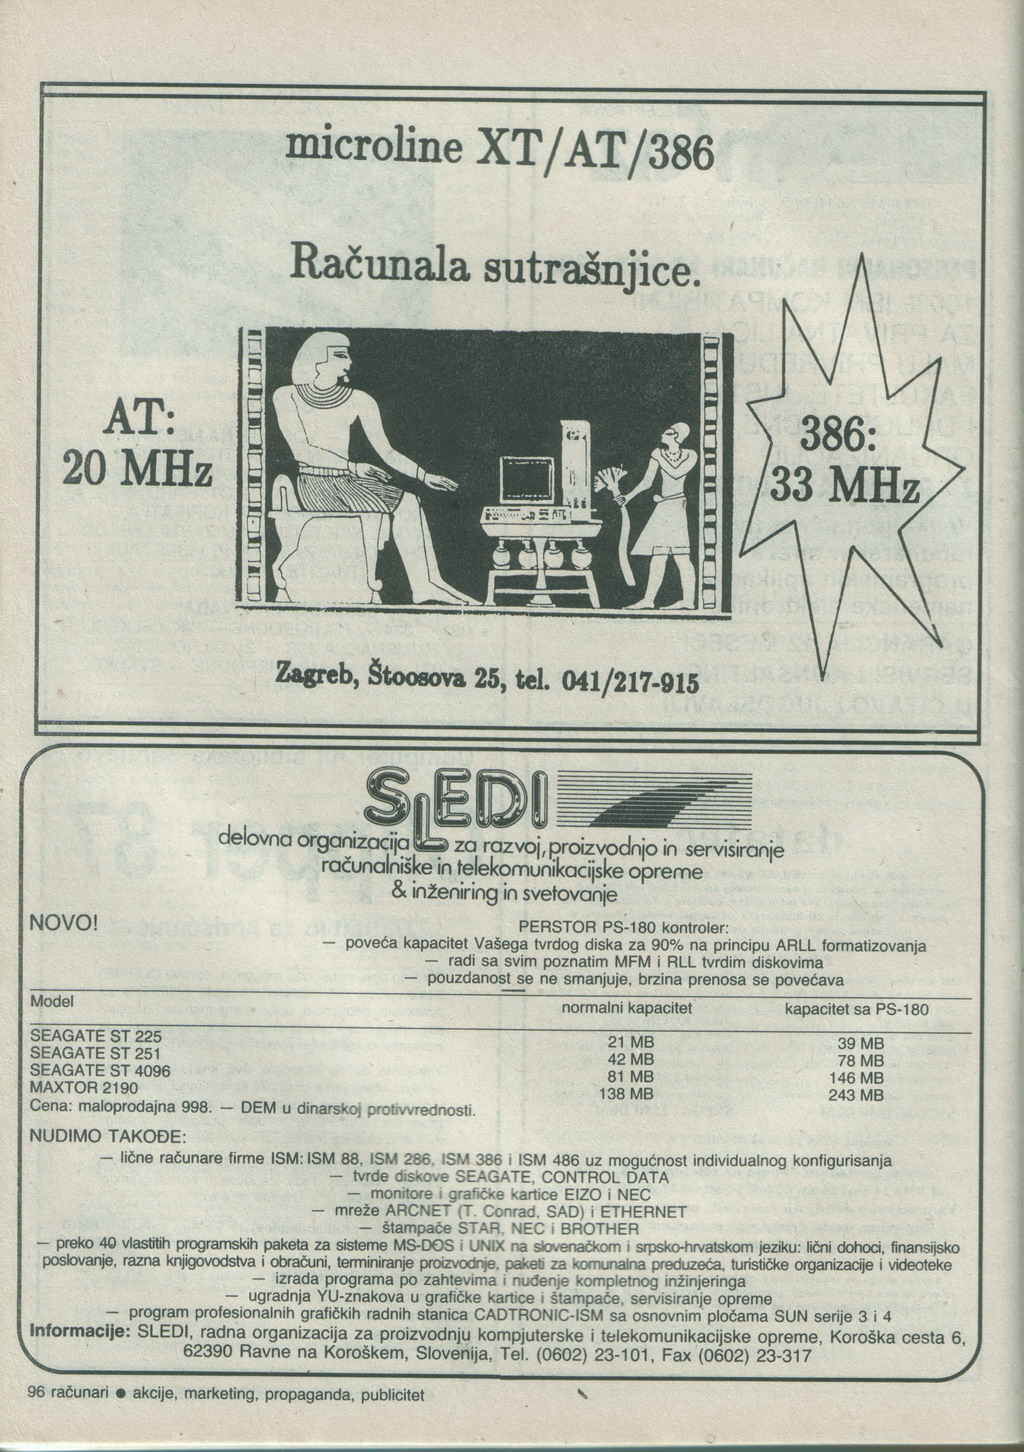 microline XT/AT/386
Računala sutrašnjice.
AT:
20 MHz
386:
33 MHz
Zagreb, Štoosova 25, tel. 041/217-915
SLEDI
delovna organizacija za razvoj, proizvodnjo in servisiranje
računalniške in telekomunikacijske opreme
& inženiring in svetovanje
NOVO!
PERSTOR PS-180 kontroler:
— poveća kapacitet Vašega tvrdog diska za 90% na principu ARLL formatizovanja
— radi sa svim poznatim MFM i RLL tvrdim diskovima
— pouzdanost se ne smanjuje, brzina prenosa se povećava
Model normalni kapacitet kapacitet sa PS-180
SEAGATE ST 225 21 MB 39 MB
SEAGATE ST 251 42 MB 78 MB
SEAGATE ST 4096 81 MB 146 MB
MAXTOR 2190 138 MB 243 MB
Cena: maloprodajna 998. — DEM u dinarskoj protivvrednosti.
NUDIMO TAKOĐE:
— lične računare firme ISM: ISM 88, ISM 286, ISM 386 i ISM 486 uz mogućnost individualnog konfigurisanja
— tvrde diskove SEAGATE, CONTROL DATA
— monitore i grafičke kartice EIZO i NEC
— mreže ARCNET (T. Conrad, SAD) i ETHERNET
— štampače STAR, NEC i BROTHER
— preko 40 vlastitih programskih paketa za sisteme MS-DOS i UNIX na slovenačkom i srpsko-hrvatskom jeziku: lični dohoci, finansijsko
poslovanje, razna knjigovodstva i obračuni, terminiranje proizvodnje, paketi za komunalna preduzeća, turističke organizacije i videoteke
— izrada programa po zahtevima i nuđenje kompletnog inžinjeringa
— ugradnja YU-znakova u grafičke kartice i štampače, servisiranje opreme
— program profesionalnih grafičkih radnih stanica CADTRONIC-ISM sa osnovnim pločama SUN serije 3 i 4
Informacije: SLEDI, radna organizacija za proizvodnju kompjuterske i telekomunikacijske opreme, Koroška cesta 6,
62390 Ravne na Koroškem, Slovenija, Tel. (0602) 23-101, Fax (0602) 23-317
96 računari ● akcije, marketing, propaganda, publicitet